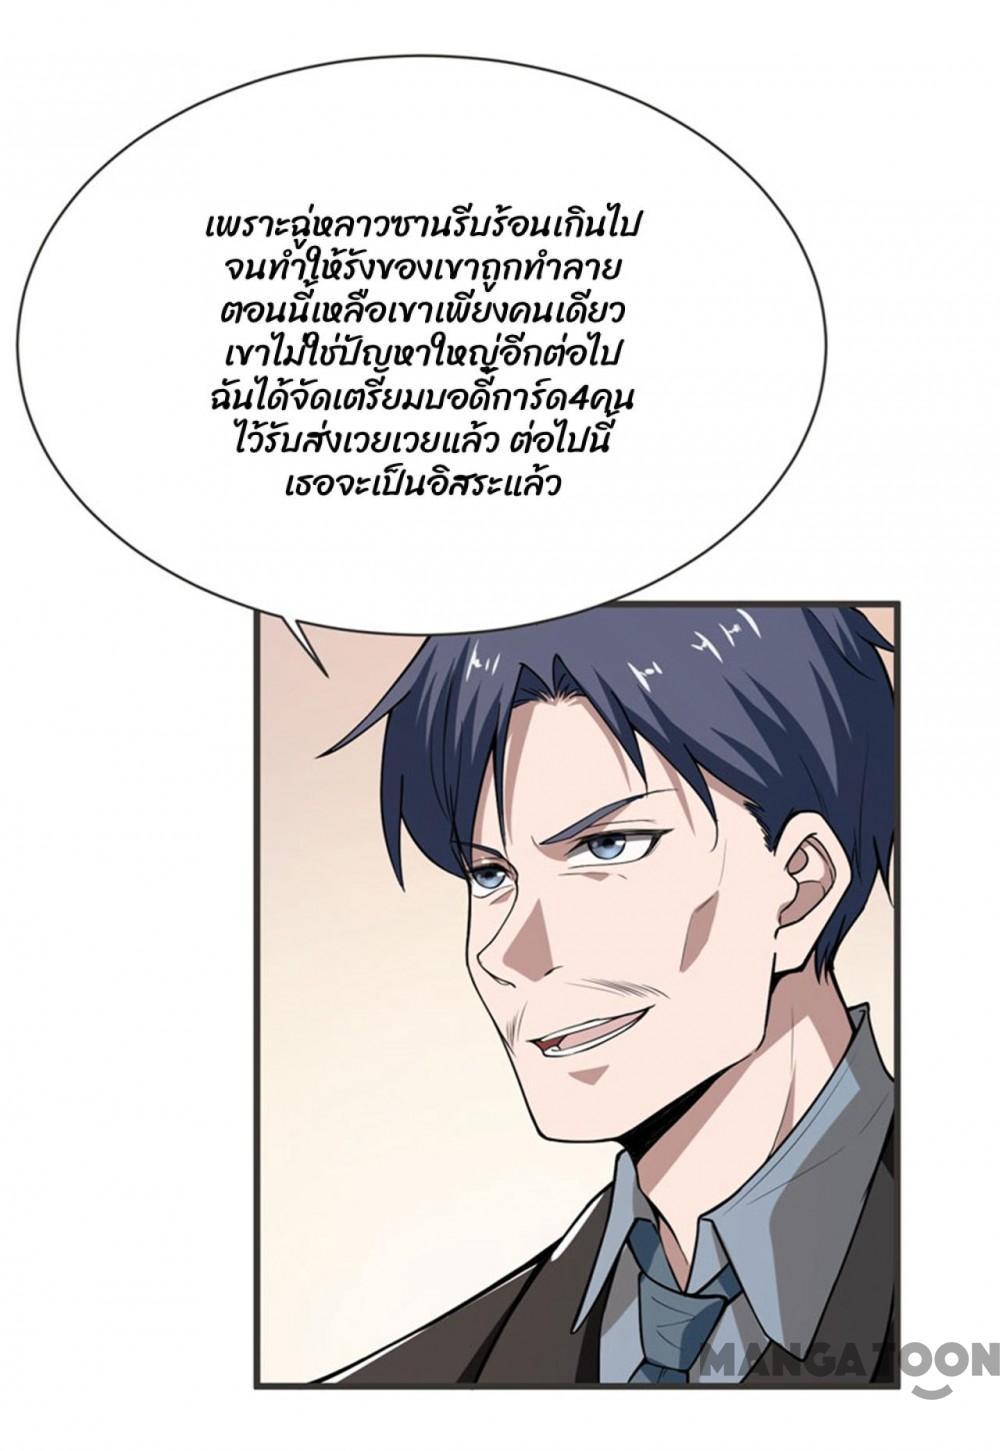 เพราะฉู่หลาวซานรีบร้อนเกินไป
จนทำให้รังของเขาถูกทำลาย
ตอนนี้เหลือเขาเพียงคนเดียว
เขาไม่ใช่ปัญหาใหญ่อีกต่อไป
ฉันได้จัดเตรียมบอดี้การ์ด4คน
ไว้รับส่งเวยเวยแล้ว ต่อไปนี้
เธอจะเป็นอิสระแล้ว
MANGATOON